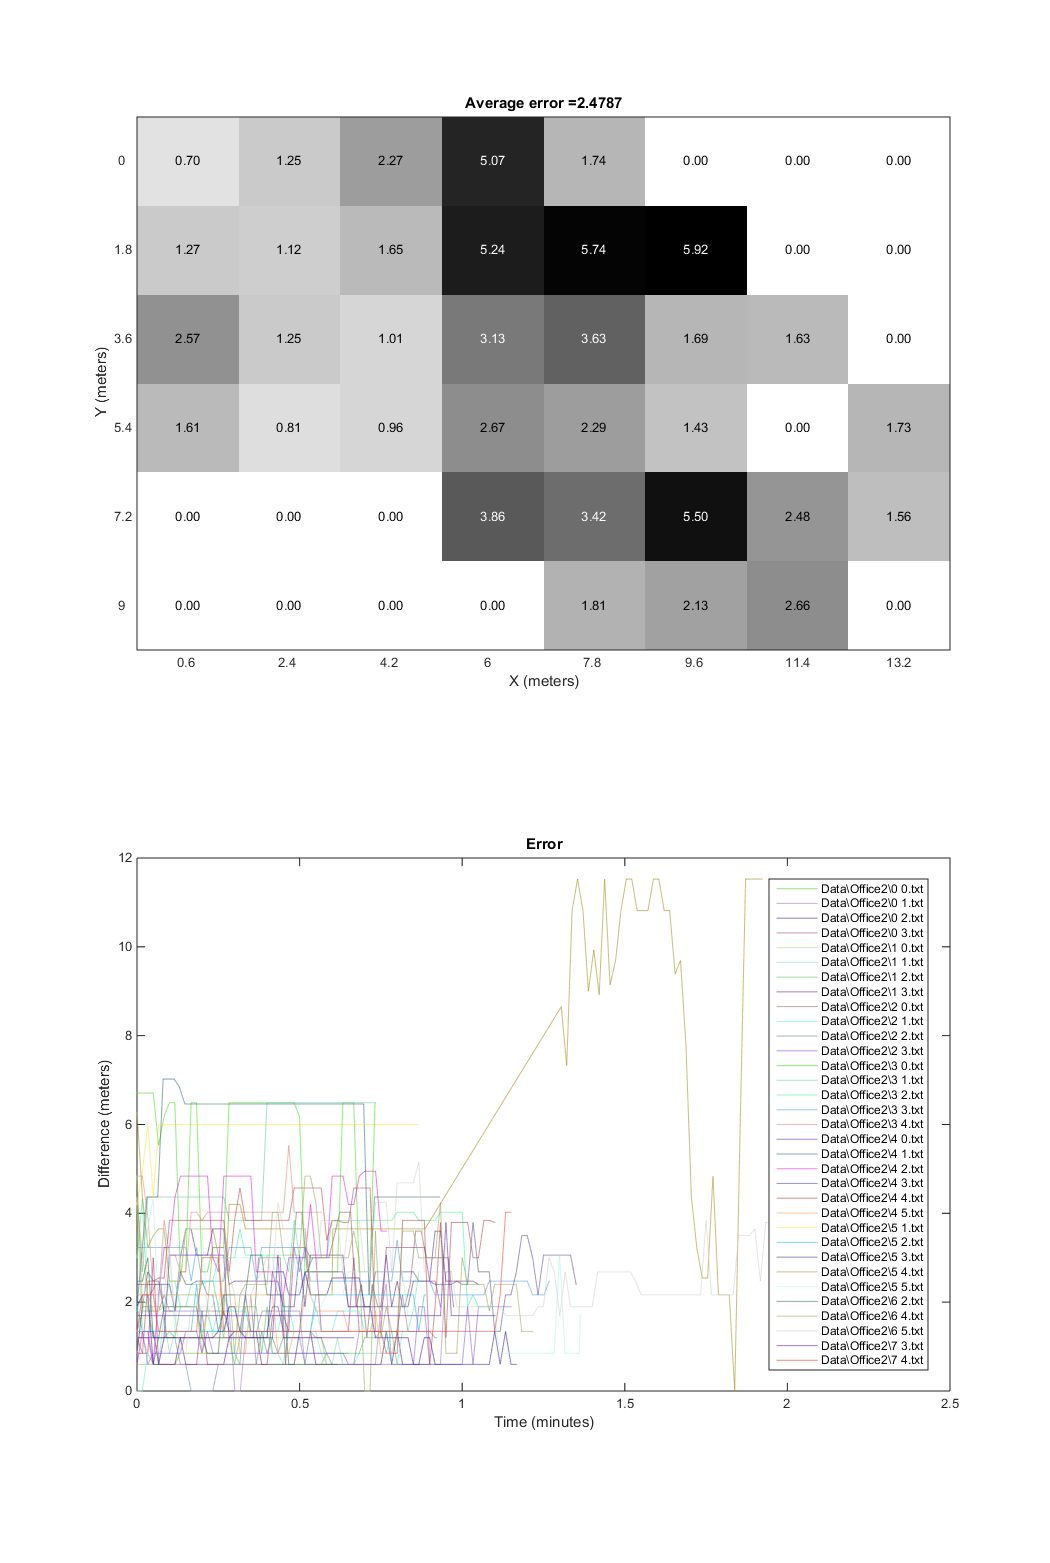 Average error =2.4787
0 0.70 1.25 2.27 5.07 1.74 0.00 0.00 0.00
1.8 1.27 1.12 1.65 5.24 5.74 5.92 0.00 0.00
3.6 2.57 1.25 1.01 3.13 3.63 1.69 1.63 0.00
Y (meters)
5.4 1.61 0.81 0.96 2.67 2.29 1.43 0.00 1.73
7.2 0.00 0.00 0.00 3.86 3.42 5.50 2.48 1.56
9 0.00 0.00 0.00 0.00 1.81 2.13 2.66 0.00
0.6 2.4 4.2 6 7.8 9.6 11.4 13.2
X (meters)
Error
12
10
8
6
4
2
0
Difference (meters)
Data\Office2\0 0.txt
Data\Office2\0 1.txt
Data\Office2\0 2.txt
Data\Office2\0 3.txt
Data\Office2\1 0.txt
Data\Office2\1 1.txt
Data\Office2\1 2.txt
Data\Office2\1 3.txt
Data\Office2\2 0.txt
Data\Office2\2 1.txt
Data\Office2\2 2.txt
Data\Office2\2 3.txt
Data\Office2\3 0.txt
Data\Office2\3 1.txt
Data\Office2\3 2.txt
Data\Office2\3 3.txt
Data\Office2\3 4.txt
Data\Office2\4 0.txt
Data\Office2\4 1.txt
Data\Office2\4 2.txt
Data\Office2\4 3.txt
Data\Office2\4 4.txt
Data\Office2\4 5.txt
Data\Office2\5 1.txt
Data\Office2\5 2.txt
Data\Office2\5 3.txt
Data\Office2\5 4.txt
Data\Office2\5 5.txt
Data\Office2\6 2.txt
Data\Office2\6 4.txt
Data\Office2\6 5.txt
Data\Office2\7 3.txt
Data\Office2\7 4.txt
0 0.5 1 1.5 2 2.5
Time (minutes)